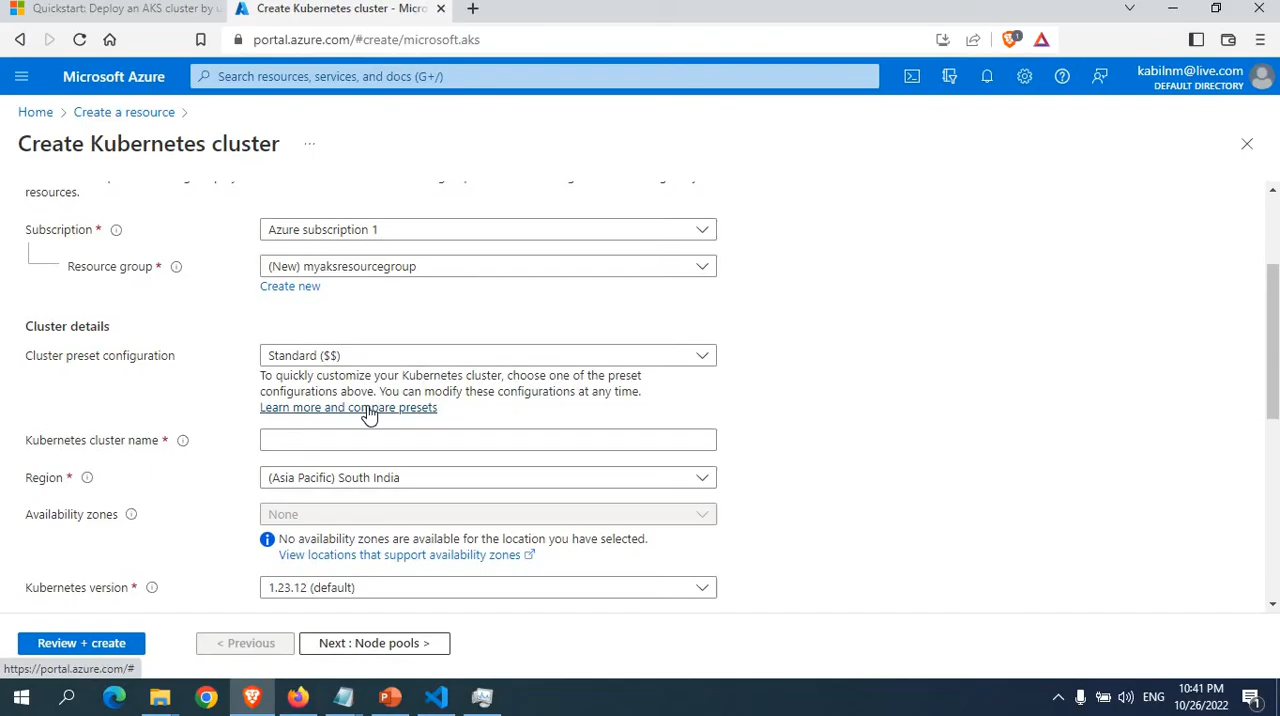 Quickstart: Deploy an AKS cluster by u
Create Kubernetes cluster - Micro
portal.azure.com/#create/microsoft.aks
1
Microsoft Azure
Search resources, services, and docs (G+/)
kabilnm@live.com
DEFAULT DIRECTORY
Home > Create a resource >
Create Kubernetes cluster ...
resources.
Subscription *
Azure subscription 1
Resource group *
(New) myaksresourcegroup
Create new
Cluster details
Cluster preset configuration
Standard ($$)
To quickly customize your Kubernetes cluster, choose one of the preset
configurations above. You can modify these configurations at any time.
Learn more and compare presets
Kubernetes cluster name *
Region *
(Asia Pacific) South India
Availability zones
None
No availability zones are available for the location you have selected.
View locations that support availability zones
Kubernetes version *
1.23.12 (default)
Review + create
< Previous
Next : Node pools >
https://portal.azure.com/#
ENG
10:41 PM
10/26/2022
1